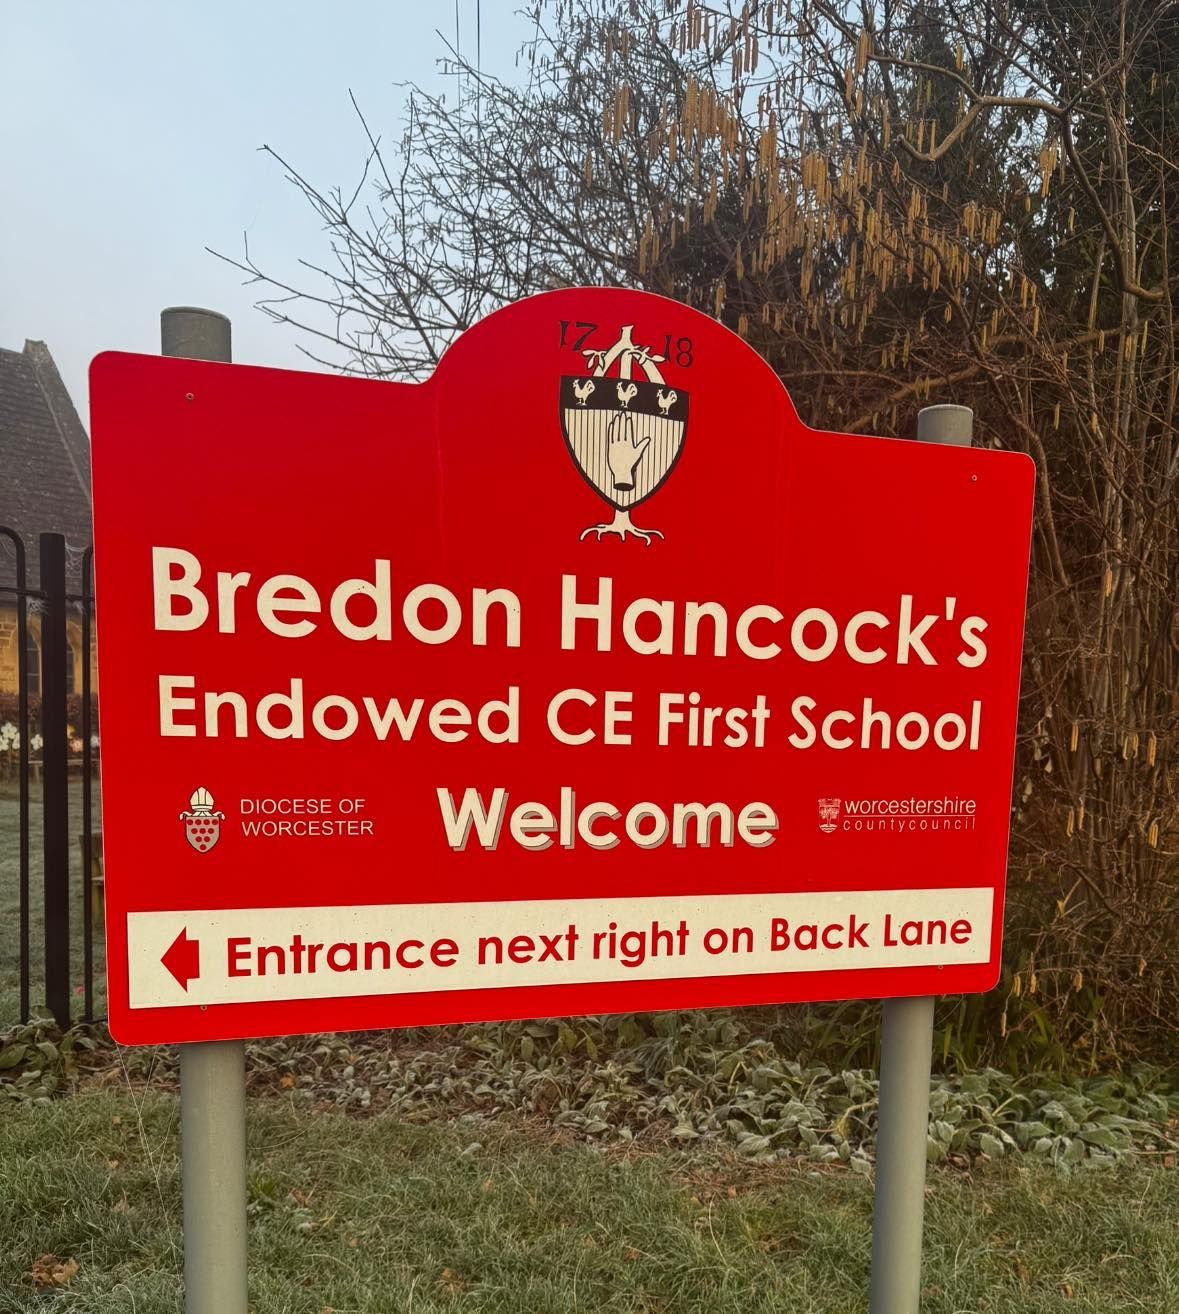 17 18
Bredon Hancock's
Endowed CE First School
DIOCESE OF
WORCESTER
Welcome
worcestershire
countycouncil
Entrance next right on Back Lane